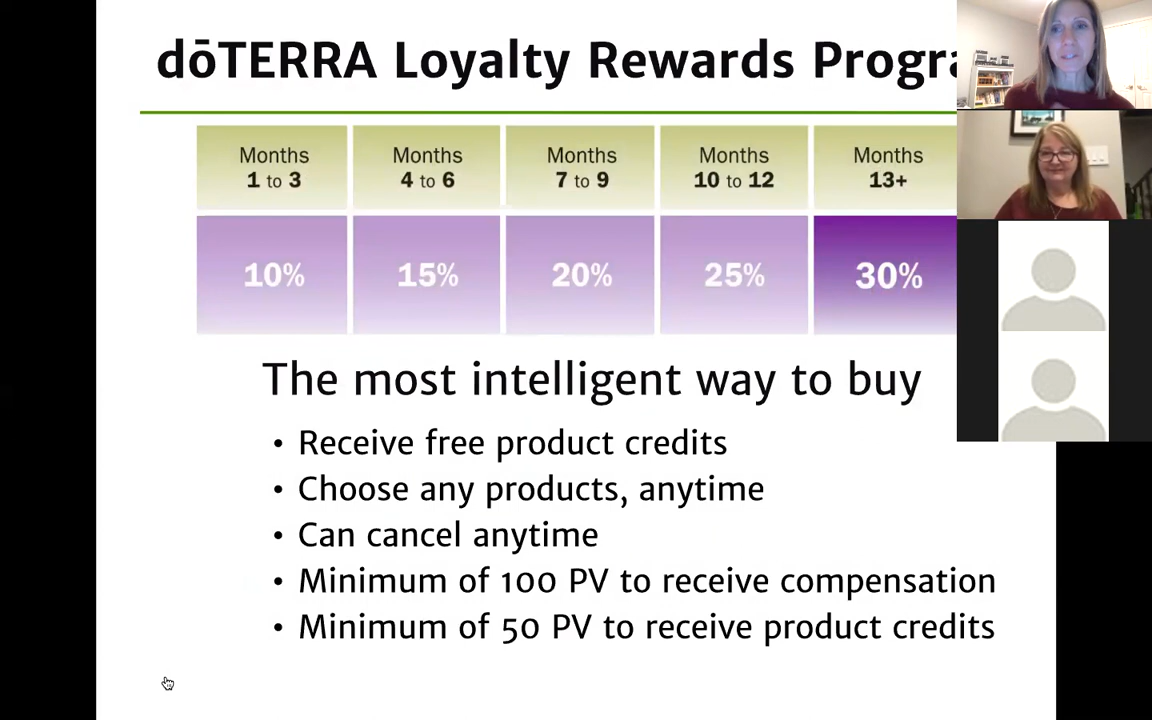 dōTERRA Loyalty Rewards Progra
Months
1 to 3
Months
4 to 6
Months
7 to 9
Months
10 to 12
Months
13+
10%
15%
20%
25%
30%
The most intelligent way to buy
• Receive free product credits
• Choose any products, anytime
• Can cancel anytime
• Minimum of 100 PV to receive compensation
• Minimum of 50 PV to receive product credits